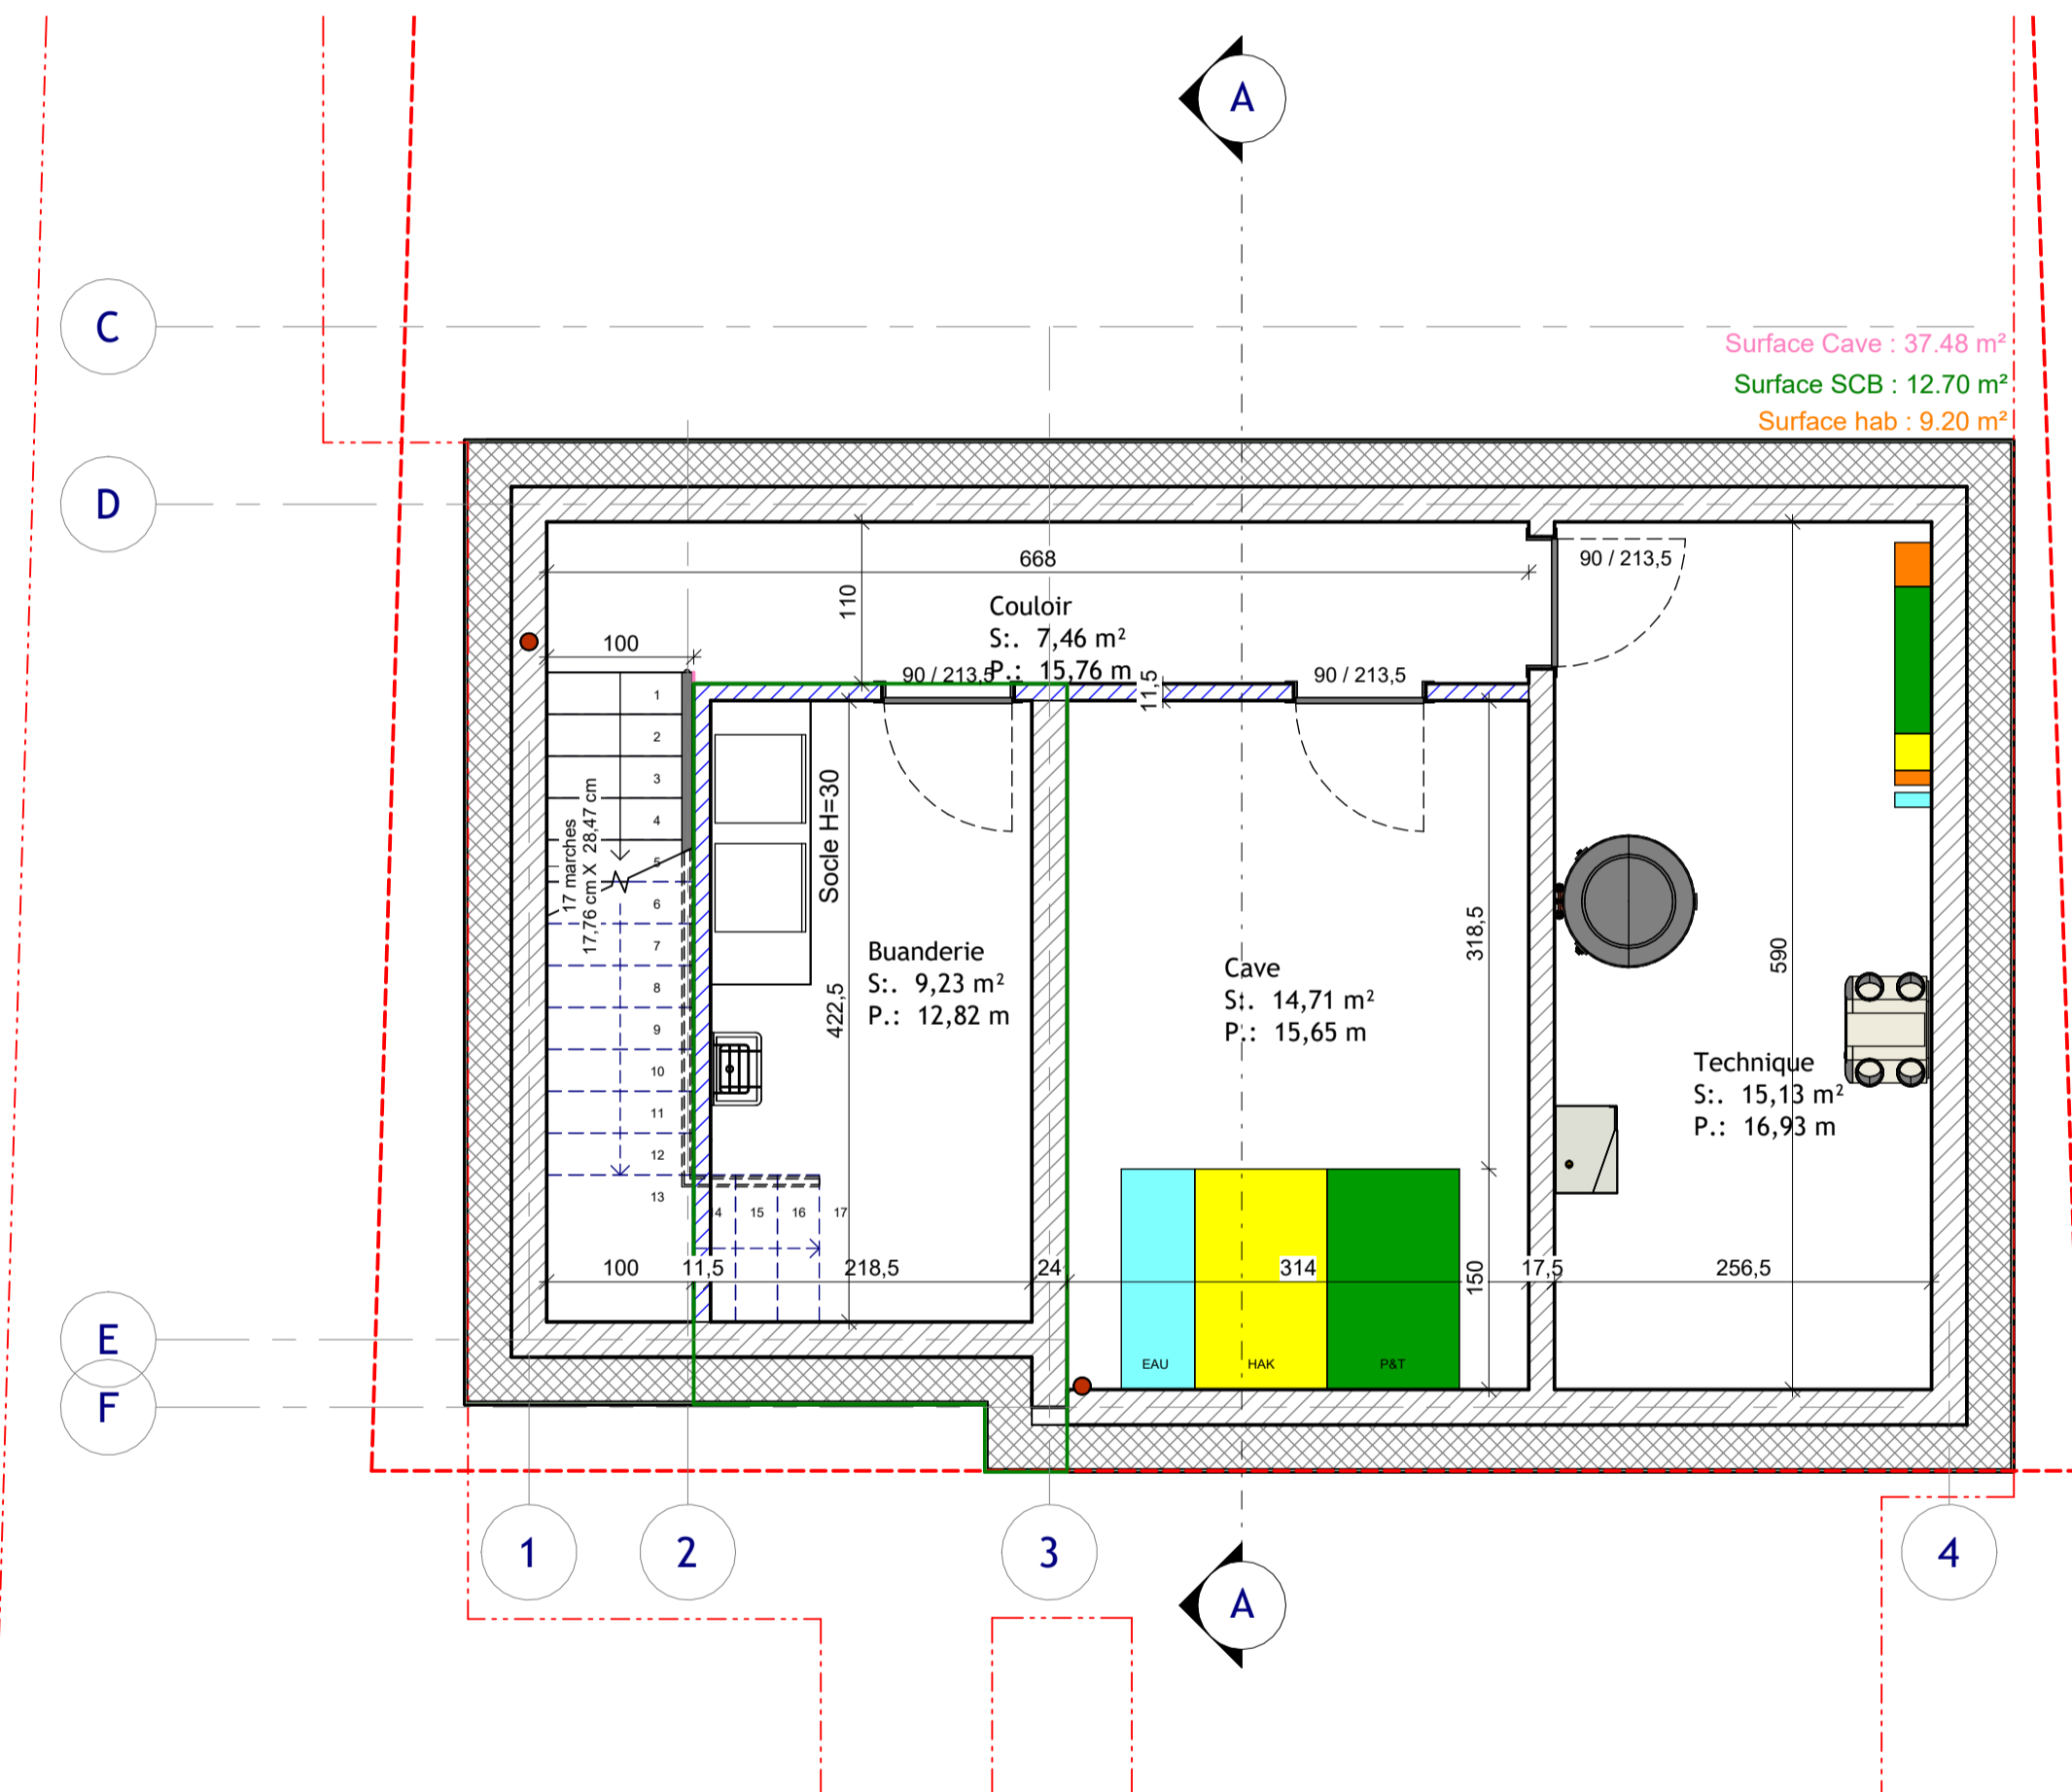 A
C
Surface Cave : 37.48 m²
Surface SCB : 12.70 m²
Surface hab : 9.20 m²
D
668
90 / 213,5
110
Couloir
S:. 7,46 m²
P.: 15,76 m
100
90 / 213,5
11,5
90 / 213,5
1
2
3
4
5
6
7
8
9
10
11
12
13
17 marches
17,76 cm X 28,47 cm
Socle H=30
Buanderie
S:. 9,23 m²
P.: 12,82 m
422,5
Cave
S:. 14,71 m²
P.: 15,65 m
318,5
590
Technique
S:. 15,13 m²
P.: 16,93 m
4
15
16
17
100
11,5
218,5
24
314
150
17,5
256,5
EAU
HAK
P&T
E
F
1
2
3
4
A